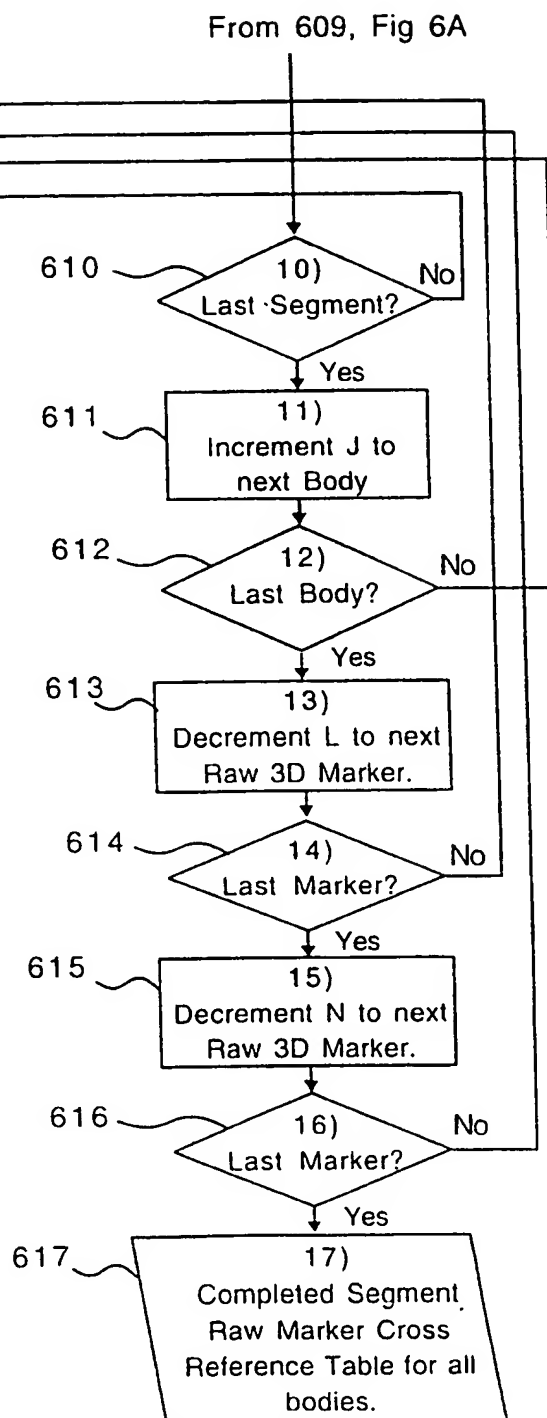 From 609, Fig 6A
610
10)
Last Segment?
No
Yes
611
11)
Increment J to
next Body
612
12)
Last Body?
No
Yes
613
13)
Decrement L to next
Raw 3D Marker.
614
14)
Last Marker?
No
Yes
615
15)
Decrement N to next
Raw 3D Marker.
616
16)
Last Marker?
No
Yes
617
17)
Completed Segment
Raw Marker Cross
Reference Table for all
bodies.